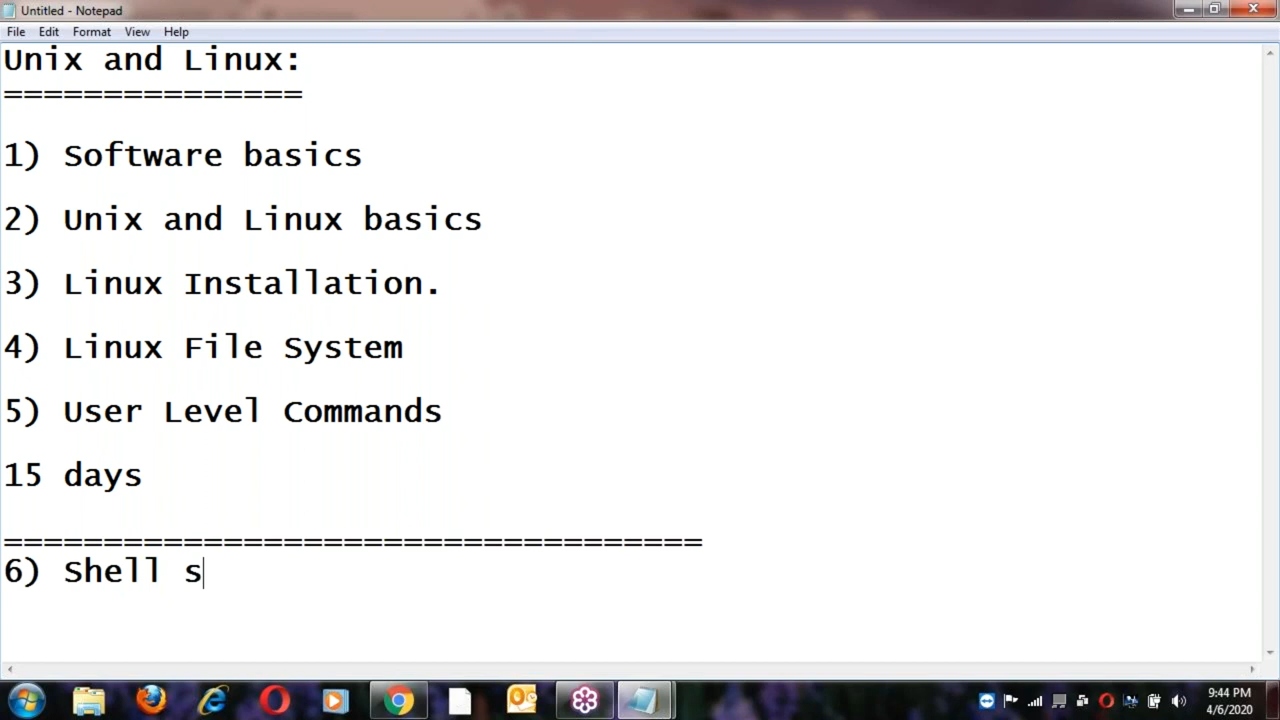 Untitled - Notepad
File Edit Format View Help
Unix and Linux:
===============
1) Software basics
2) Unix and Linux basics
3) Linux Installation.
4) Linux File System
5) User Level Commands
15 days
===================================
6) Shell s
9:44 PM
4/6/2020